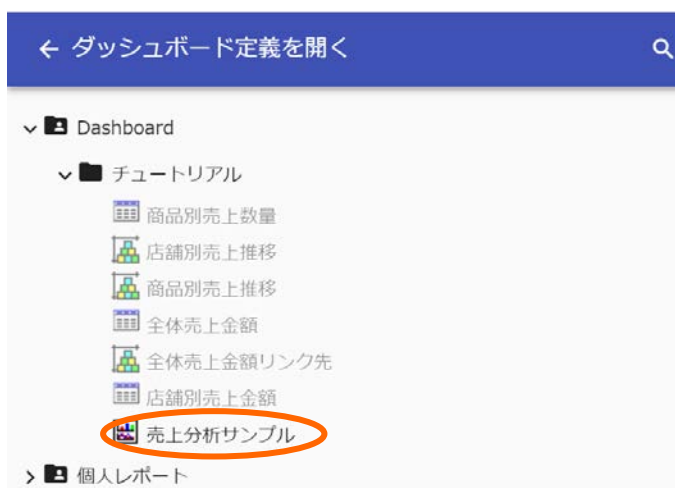 ダッシュボード定義を開く
Dashboard
チュートリアル
商品別売上数量
店舗別売上推移
商品別売上推移
全体売上金額
全体売上金額リンク先
店舗別売上金額
売上分析サンプル
個人レポート